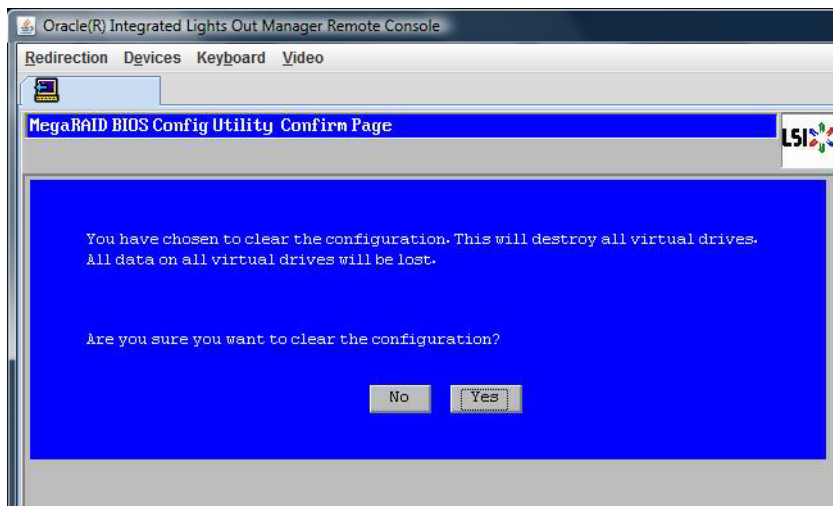 Oracle(R) Integrated Lights Out Manager Remote Console
Redirection Devices Keyboard Video
MegaRAID BIOS Config Utility Confirm Page
LSI
You have chosen to clear the configuration. This will destroy all virtual drives.
All data on all virtual drives will be lost.
Are you sure you want to clear the configuration?
No Yes